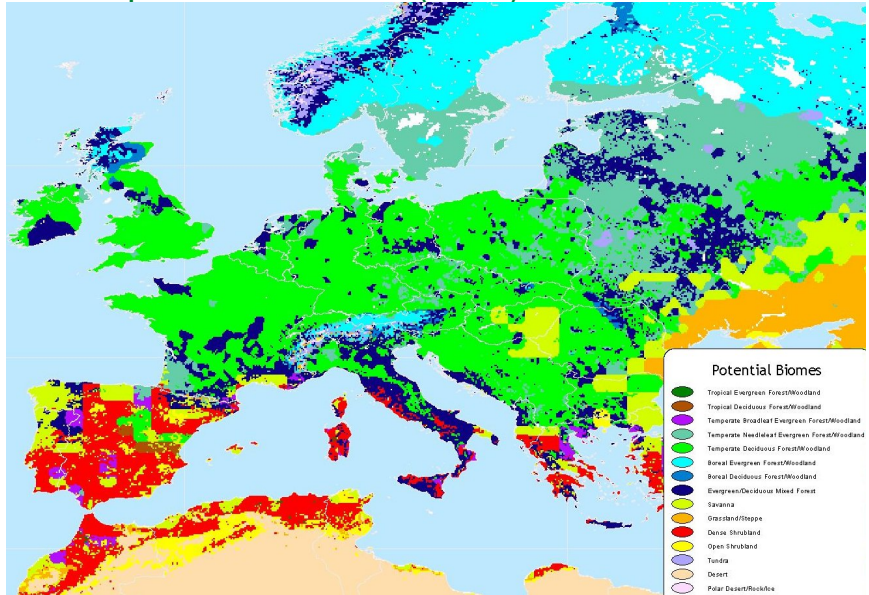 Potential Biomes
Tropical Evergreen Forest/Woodland
Tropical Deciduous Forest/Woodland
Temperate Broadleaf Evergreen Forest/Woodland
Temperate Needleleaf Evergreen Forest/Woodland
Temperate Deciduous Forest/Woodland
Boreal Evergreen Forest/Woodland
Boreal Deciduous Forest/Woodland
Evergreen/Deciduous Mixed Forest
Savanna
Grassland/Steppe
Dense Shrubland
Open Shrubland
Tundra
Desert
Polar Desert/Rock/Ice